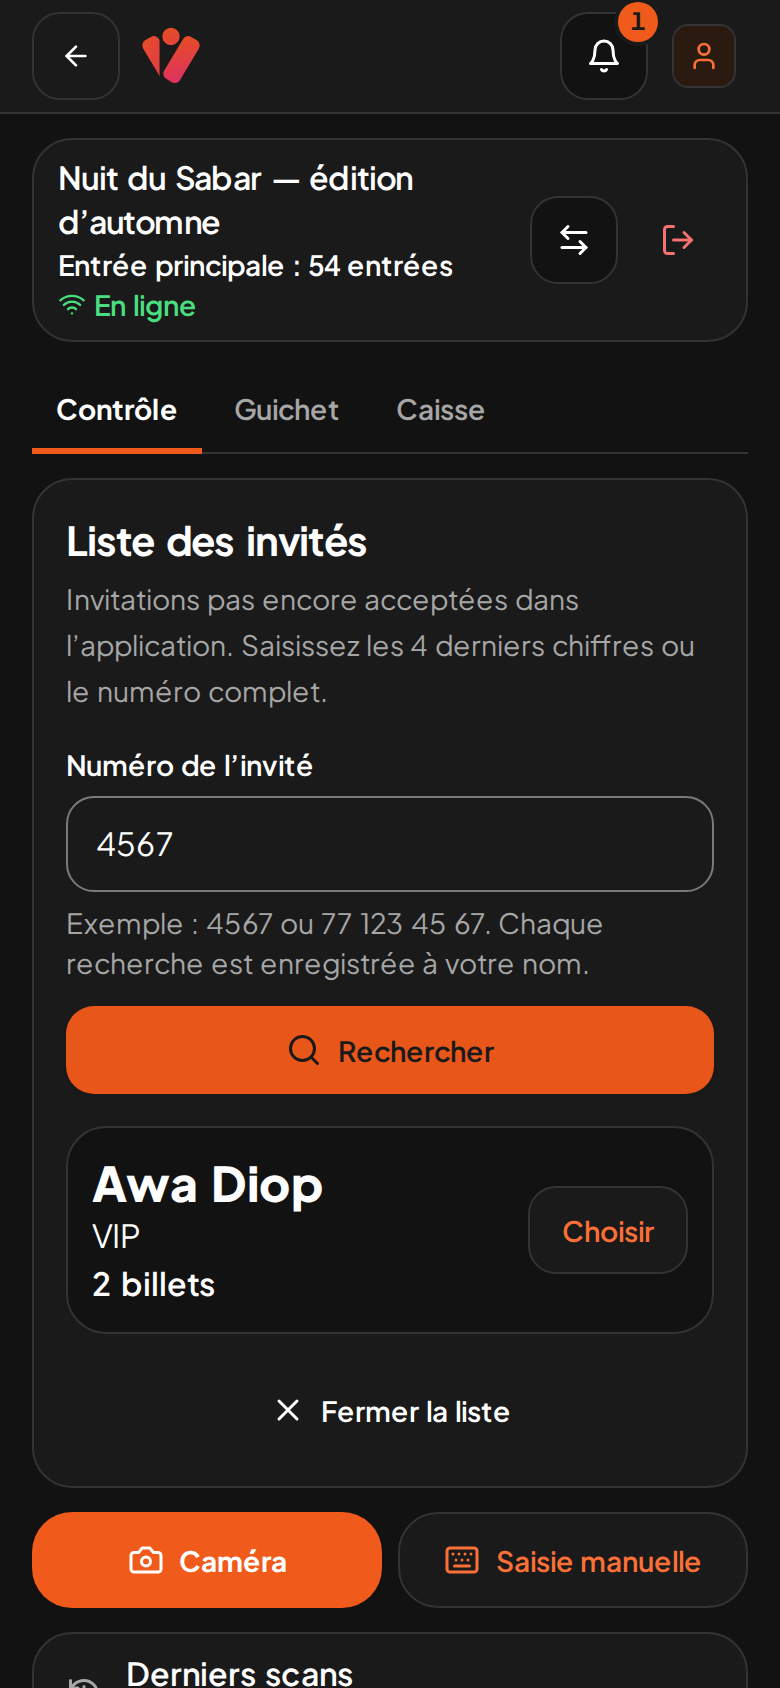 1
Nuit du Sabar — édition
d’automne
Entrée principale : 54 entrées
En ligne
Contrôle
Guichet
Caisse
Liste des invités
Invitations pas encore acceptées dans
l’application. Saisissez les 4 derniers chiffres ou
le numéro complet.
Numéro de l’invité
4567
Exemple : 4567 ou 77 123 45 67. Chaque
recherche est enregistrée à votre nom.
Rechercher
Awa Diop
VIP
2 billets
Choisir
Fermer la liste
Caméra
Saisie manuelle
Derniers scans